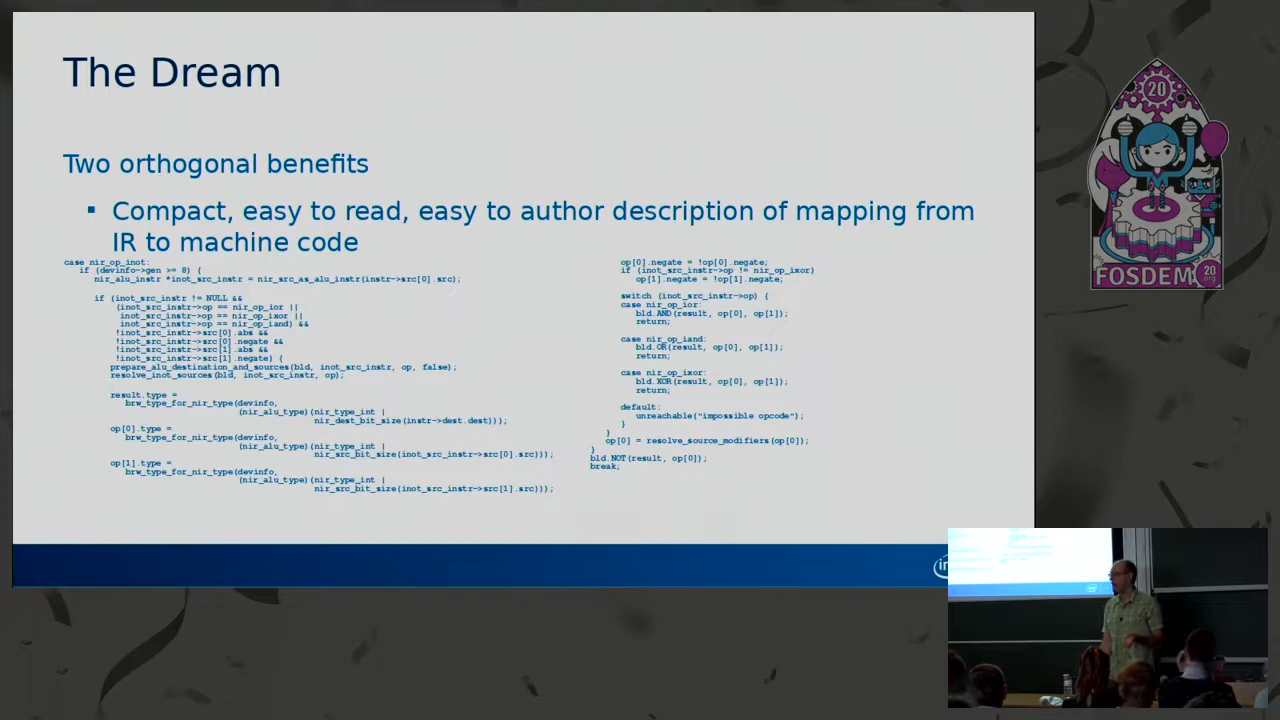 The Dream
Two orthogonal benefits
▪ Compact, easy to read, easy to author description of mapping from
IR to machine code
case nir_op_inot:
if (devinfo->gen >= 8) {
nir_alu_instr *inot_src_instr = nir_src_as_alu_instr(instr->src[0].src);
if (inot_src_instr != NULL &&
(inot_src_instr->op == nir_op_ior ||
inot_src_instr->op == nir_op_ixor ||
inot_src_instr->op == nir_op_iand) &&
!inot_src_instr->src[0].abs &&
!inot_src_instr->src[0].negate &&
!inot_src_instr->src[1].abs &&
!inot_src_instr->src[1].negate) {
prepare_alu_destination_and_sources(bld, inot_src_instr, false);
resolve_inot_sources(bld, inot_src_instr, op);
result.type =
brw_type_for_nir_type(devinfo,
(nir_alu_type)(nir_type_int |
nir_dest_bit_size(instr->dest.dest)));
op[0].type =
brw_type_for_nir_type(devinfo,
(nir_alu_type)(nir_type_int |
nir_src_bit_size(inot_src_instr->src[0].src)));
op[1].type =
brw_type_for_nir_type(devinfo,
(nir_alu_type)(nir_type_int |
nir_src_bit_size(inot_src_instr->src[1].src)));
op[0].negate = !op[0].negate;
if (inot_src_instr->op != nir_op_ixor)
op[1].negate = !op[1].negate;
switch (inot_src_instr->op) {
case nir_op_ior:
bld.AND(result, op[0], op[1]);
return;
case nir_op_iand:
bld.OR(result, op[0], op[1]);
return;
case nir_op_ixor:
bld.XOR(result, op[0], op[1]);
return;
default:
unreachable("impossible opcode");
}
}
op[0] = resolve_source_modifiers(op[0]);
}
bld.NOT(result, op[0]);
break;
20
FOSDEM 20
.org